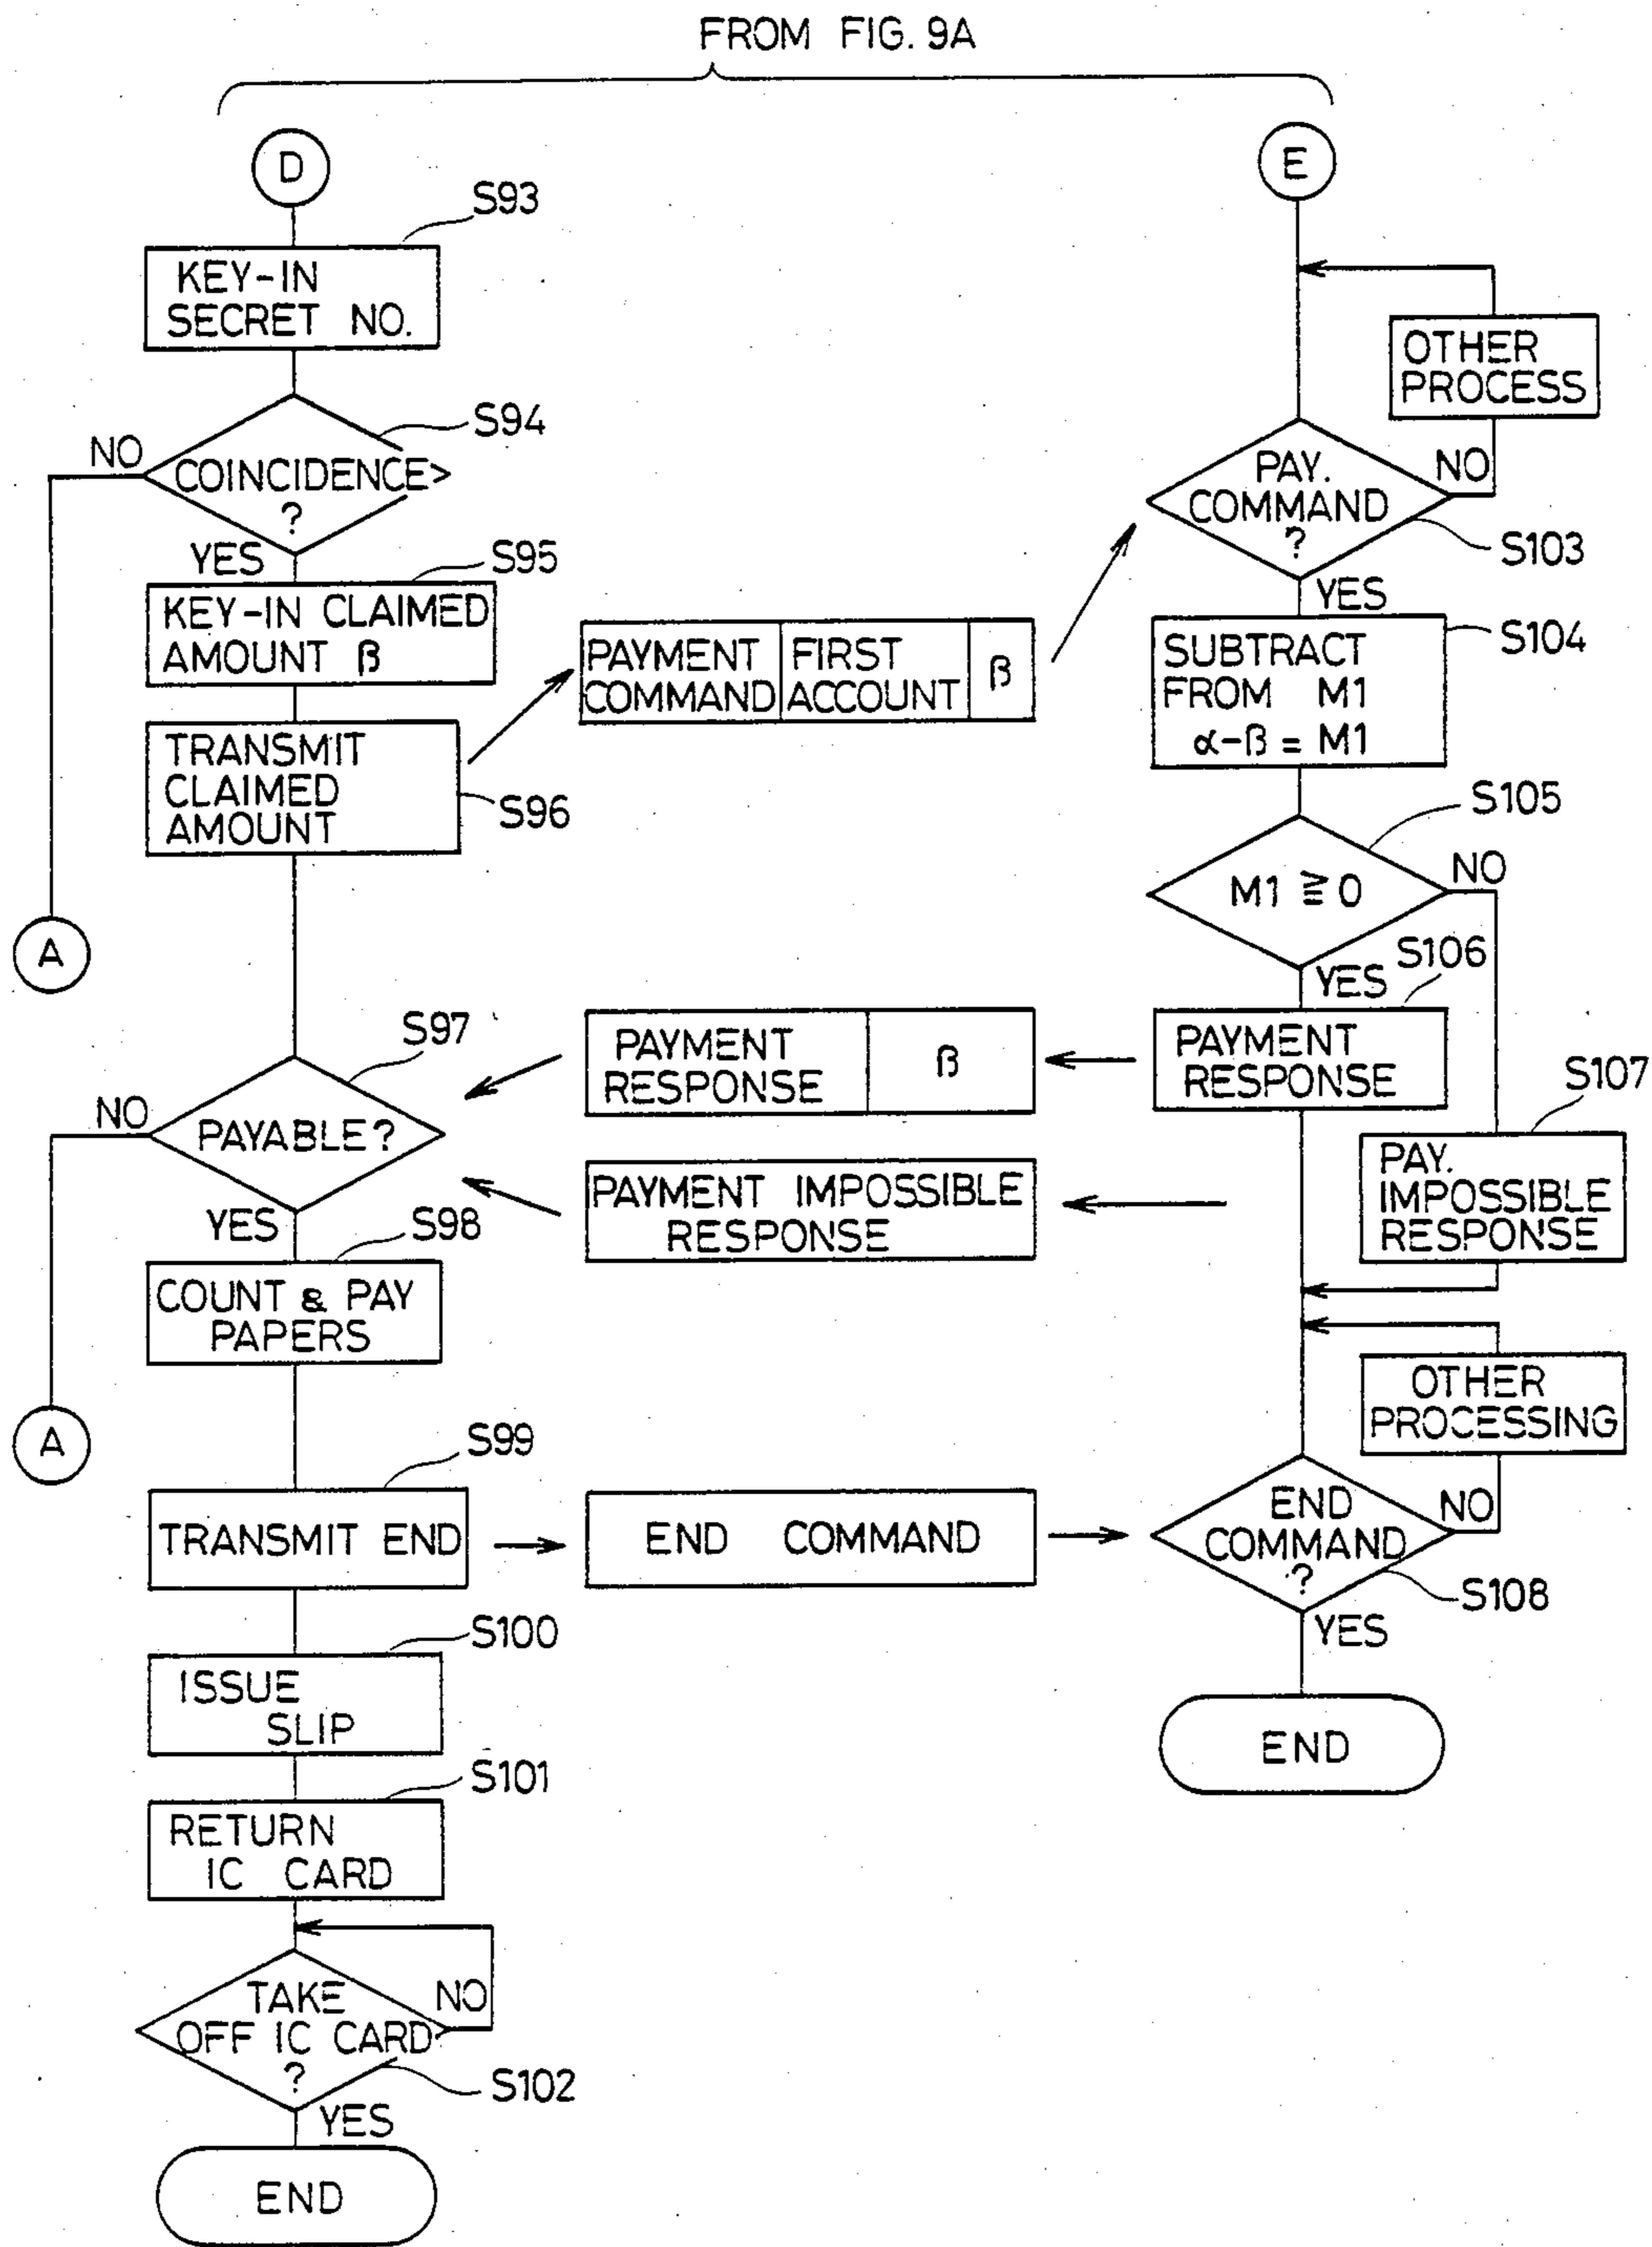 FROM FIG. 9A
D
S93
KEY-IN
SECRET NO.
S94
NO
COINCIDENCE>
?
YES
S95
KEY-IN CLAIMED
AMOUNT β
TRANSMIT
CLAIMED
AMOUNT
S96
A
PAYMENT
COMMAND
FIRST
ACCOUNT
β
E
OTHER
PROCESS
PAY.
COMMAND
?
NO
S103
YES
S104
SUBTRACT
FROM M1
α-β = M1
S105
M1 ≧ 0
NO
YES
S106
PAYMENT
RESPONSE
S107
PAY.
IMPOSSIBLE
RESPONSE
PAYMENT
RESPONSE
β
PAYMENT IMPOSSIBLE
RESPONSE
S97
NO
PAYABLE?
YES
S98
COUNT & PAY
PAPERS
A
S99
TRANSMIT END
END COMMAND
OTHER
PROCESSING
END
COMMAND
?
NO
S108
YES
END
S100
ISSUE
SLIP
S101
RETURN
IC CARD
TAKE
OFF IC CARD
?
NO
S102
YES
END